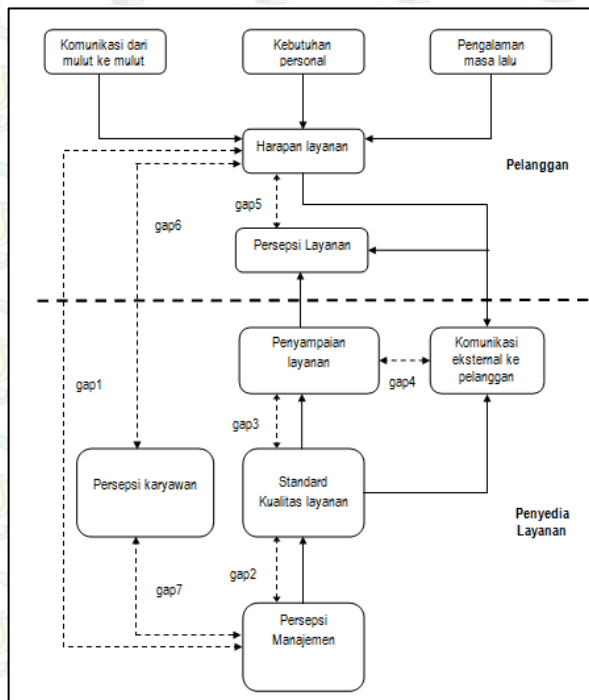 Komunikasi dari
mulut ke mulut
Kebutuhan
personal
Pengalaman
masa lalu
Harapan layanan
Pelanggan
gap5
gap6
Persepsi Layanan
Penyampaian
layanan
Komunikasi
eksternal ke
pelanggan
gap4
gap1
gap3
Persepsi karyawan
Standard
Kualitas layanan
Penyedia
Layanan
gap2
gap7
Persepsi
Manajemen